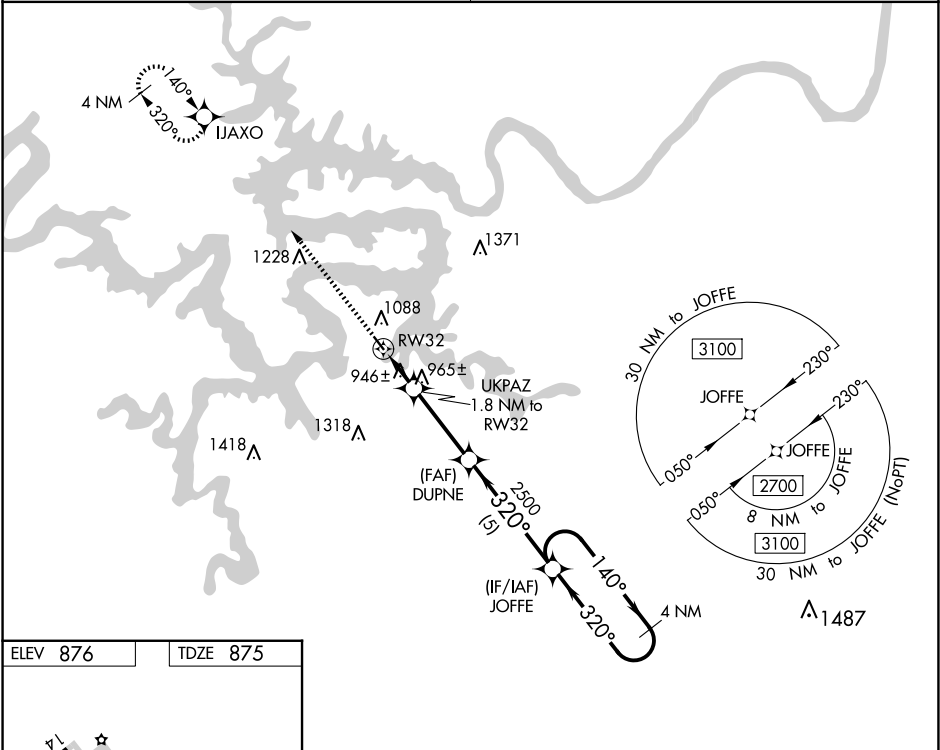 140°
4 NM
320°
IJAXO
1371
1228
1088
RW32
946±
965±
UKPAZ
1.8 NM to
RW32
1318
1418
(FAF)
DUPNE
2500
320°
(5)
(IF/IAF)
JOFFE
140°
320°
4 NM
30 NM to JOFFE
3100
230°
JOFFE
050°
230°
JOFFE
050°
2700
8 NM to JOFFE
3100
30 NM to JOFFE (NoPT)
1487
ELEV 876
TDZE 875
14